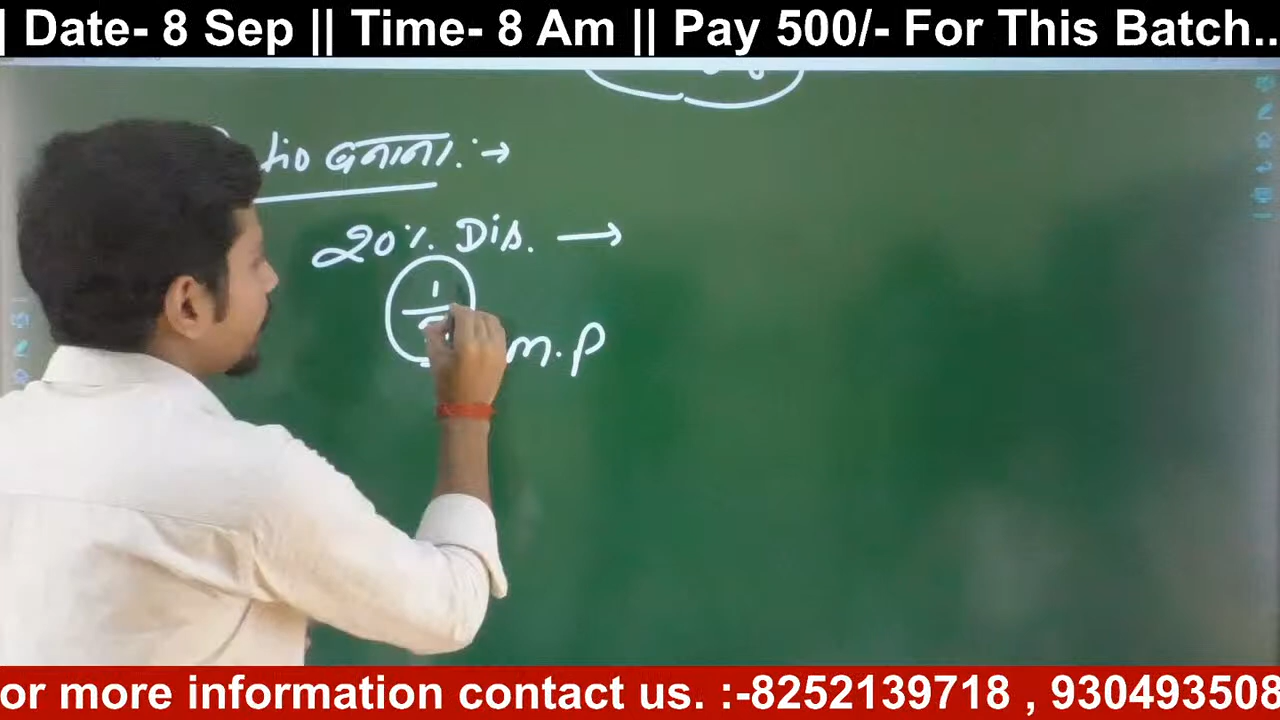 | Date- 8 Sep || Time- 8 Am || Pay 500/- For This Batch..
tio बनाना :→
20% Dis. →
1
m.p
or more information contact us. :-8252139718 , 930493508